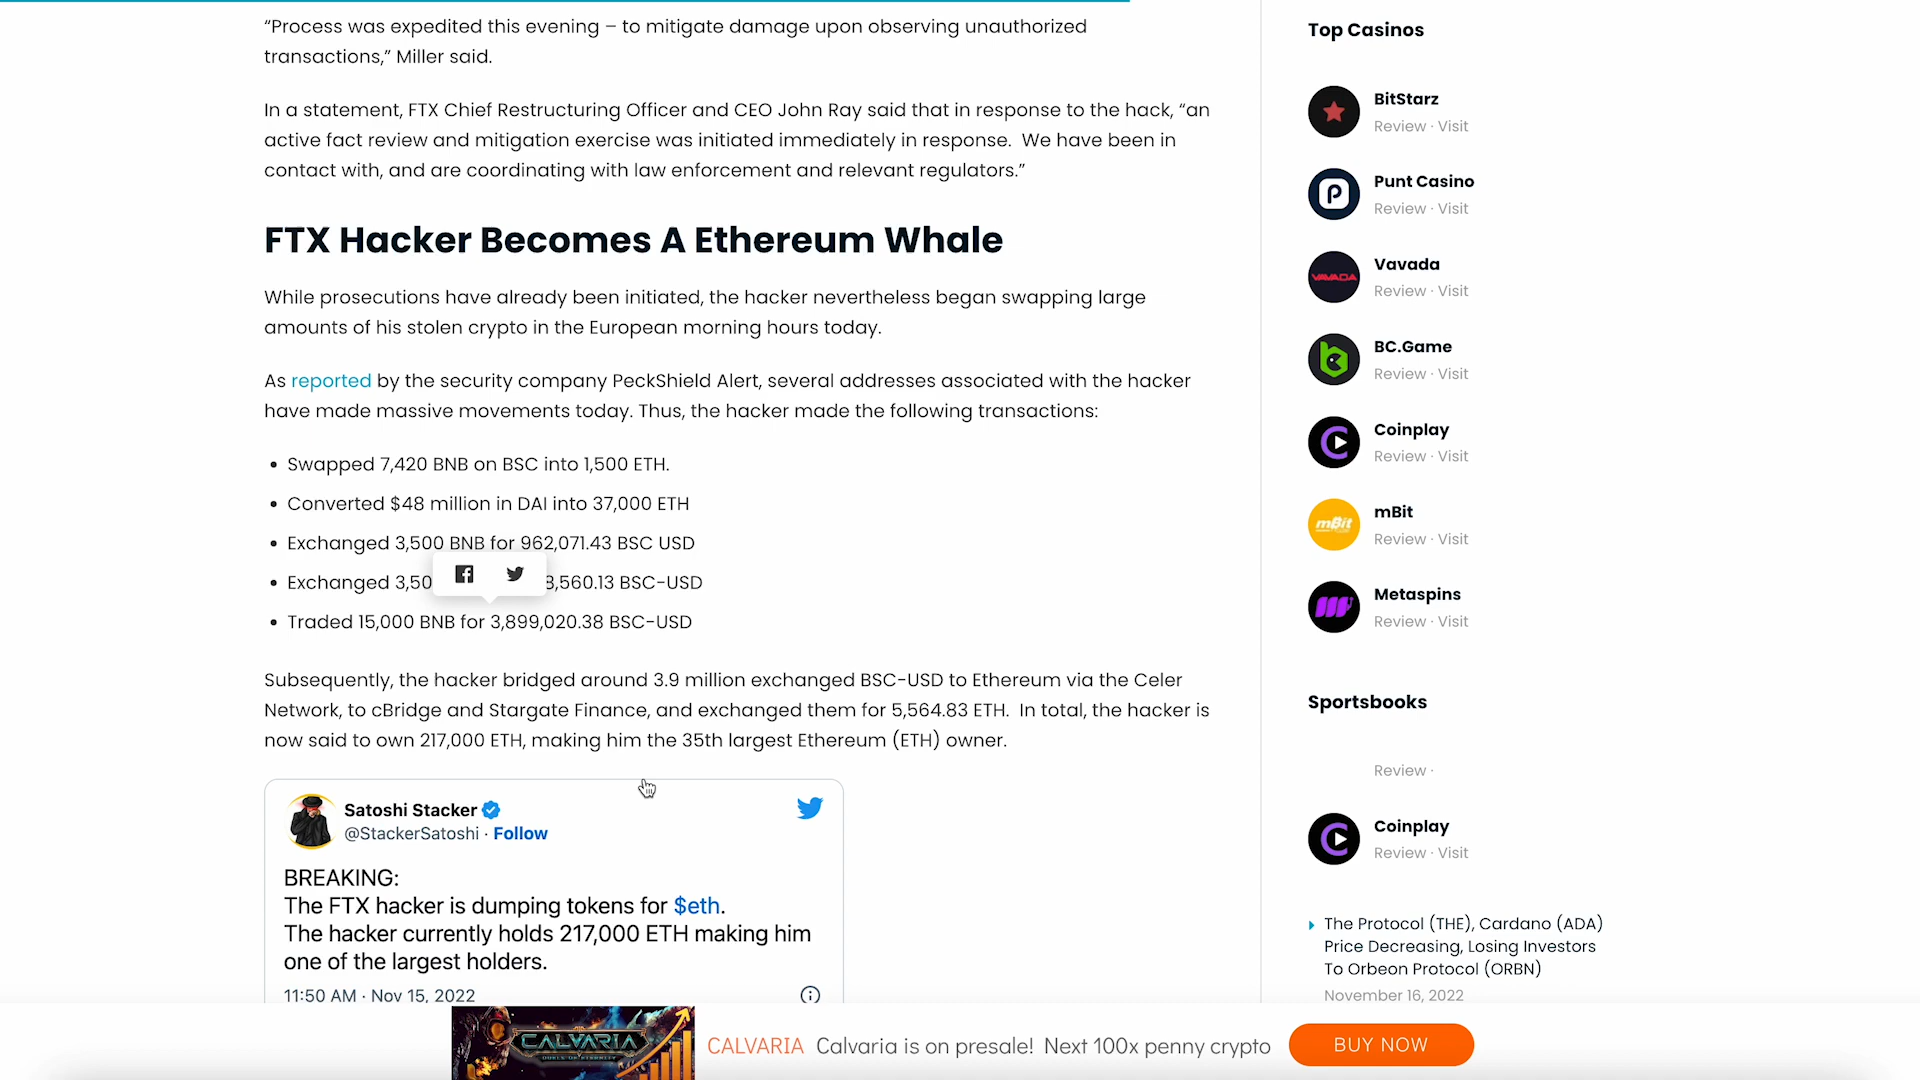 “Process was expedited this evening – to mitigate damage upon observing unauthorized
transactions,” Miller said.
In a statement, FTX Chief Restructuring Officer and CEO John Ray said that in response to the hack, “an
active fact review and mitigation exercise was initiated immediately in response.  We have been in
contact with, and are coordinating with law enforcement and relevant regulators.”
FTX Hacker Becomes A Ethereum Whale
While prosecutions have already been initiated, the hacker nevertheless began swapping large
amounts of his stolen crypto in the European morning hours today.
As reported by the security company PeckShield Alert, several addresses associated with the hacker
have made massive movements today. Thus, the hacker made the following transactions:
• Swapped 7,420 BNB on BSC into 1,500 ETH.
• Converted $48 million in DAI into 37,000 ETH
• Exchanged 3,500 BNB for 962,071.43 BSC USD
• Exchanged 3,50 8,560.13 BSC-USD
• Traded 15,000 BNB for 3,899,020.38 BSC-USD
Subsequently, the hacker bridged around 3.9 million exchanged BSC-USD to Ethereum via the Celer
Network, to cBridge and Stargate Finance, and exchanged them for 5,564.83 ETH.  In total, the hacker is
now said to own 217,000 ETH, making him the 35th largest Ethereum (ETH) owner.
Satoshi Stacker
@StackerSatoshi · Follow
BREAKING:
The FTX hacker is dumping tokens for $eth.
The hacker currently holds 217,000 ETH making him
one of the largest holders.
11:50 AM · Nov 15, 2022
Top Casinos
BitStarz
Review · Visit
Punt Casino
Review · Visit
VAVADA
Vavada
Review · Visit
BC.Game
Review · Visit
Coinplay
Review · Visit
mBit
mBit
Review · Visit
Metaspins
Review · Visit
Sportsbooks
Review ·
Coinplay
Review · Visit
The Protocol (THE), Cardano (ADA)
Price Decreasing, Losing Investors
To Orbeon Protocol (ORBN)
November 16, 2022
CALVARIA
DUELS OF ETERNITY
CALVARIA Calvaria is on presale! Next 100x penny crypto
BUY NOW